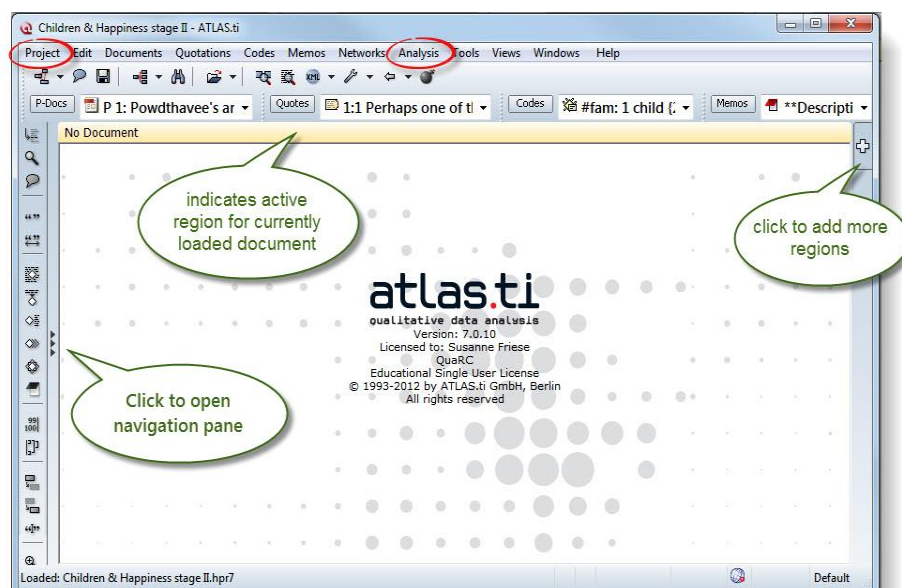 Children & Happiness stage II - ATLAS.ti
Project Edit Documents Quotations Codes Memos Networks Analysis Tools Views Windows Help
P-Docs P 1: Powdthavee's ar Quotes 1:1 Perhaps one of tl Codes #fam: 1 child {2 Memos **Descripti
No Document
indicates active
region for currently
loaded document
click to add more
regions
atlas.ti
qualitative data analysis
Version: 7.0.10
Licensed to: Susanne Friese
QuaRC
Educational Single User License
© 1993-2012 by ATLAS.ti GmbH, Berlin
All rights reserved
Click to open
navigation pane
Loaded: Children & Happiness stage II.hpr7 Default